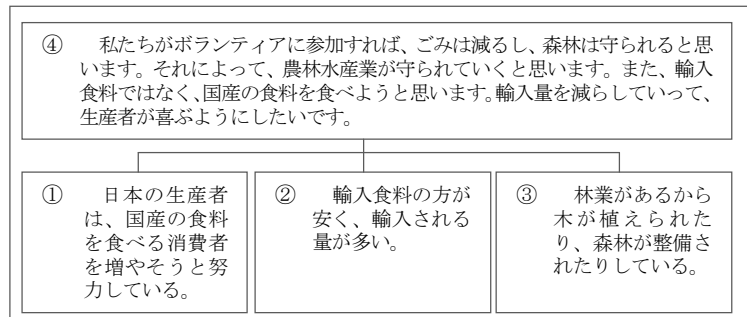 ④ 私たちがボランティアに参加すれば、ごみは減るし、森林は守られると思
います。それによって、農林水産業が守られていくと思います。また、輸入
食料ではなく、国産の食料を食べようと思います。輸入量を減らしていって、
生産者が喜ぶようにしたいです。
① 日本の生産者
は、国産の食料
を食べる消費者
を増やそうと努
力している。
② 輸入食料の方が
安く、輸入される
量が多い。
③ 林業があるから
木が植えられた
り、森林が整備さ
れたりしている。